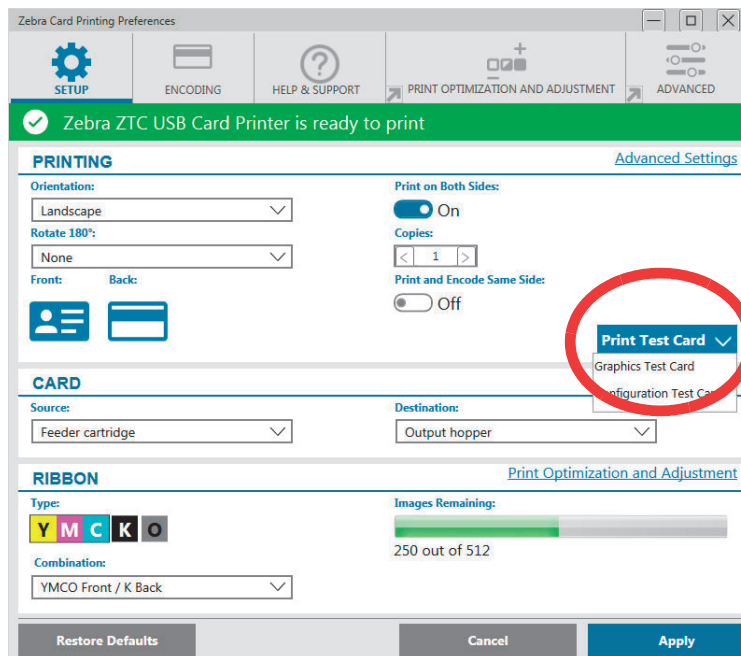 Zebra Card Printing Preferences
SETUP
ENCODING
HELP & SUPPORT
PRINT OPTIMIZATION AND ADJUSTMENT
ADVANCED
Zebra ZTC USB Card Printer is ready to print
PRINTING
Advanced Settings
Orientation:
Landscape
Rotate 180°:
None
Front: Back:
Print on Both Sides:
On
Copies:
1
Print and Encode Same Side:
Off
Print Test Card
Graphics Test Card
Configuration Test Card
CARD
Source:
Feeder cartridge
Destination:
Output hopper
RIBBON
Print Optimization and Adjustment
Type:
Y M C K O
Combination:
YMCO Front / K Back
Images Remaining:
250 out of 512
Restore Defaults
Cancel
Apply